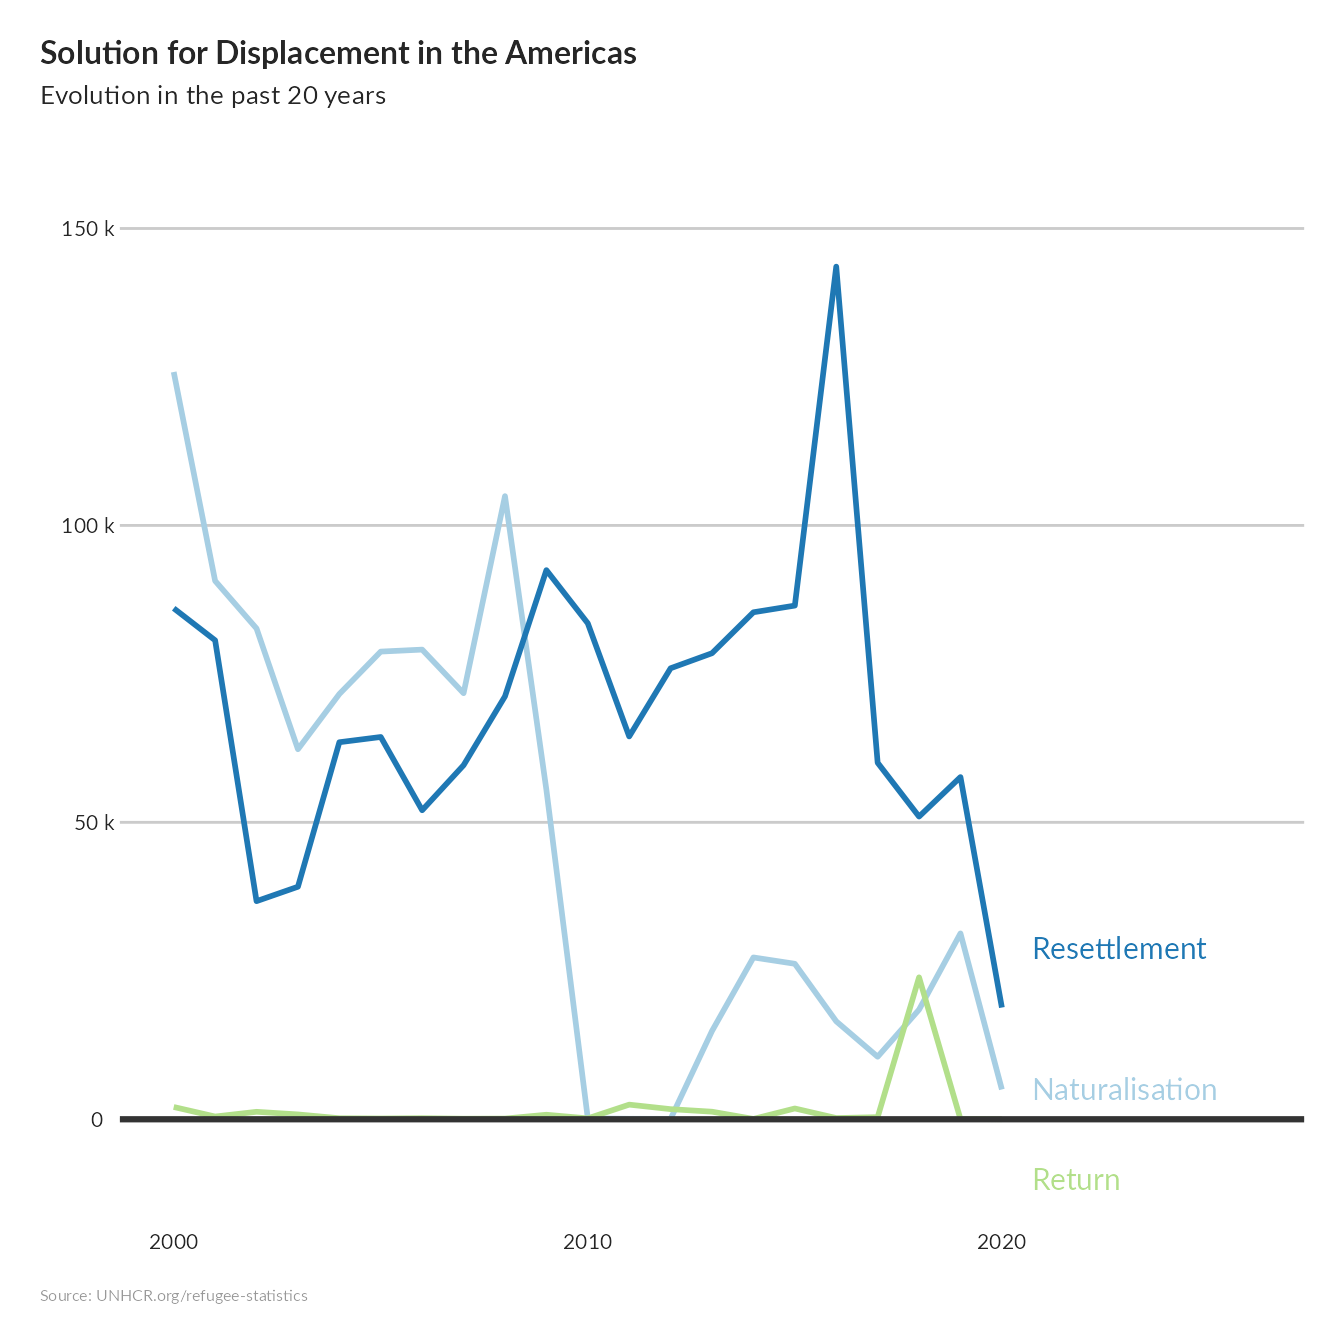 Solution for Displacement in the Americas
Evolution in the past 20 years
150 k
100 k
50 k
0
Resettlement
Naturalisation
Return
2000 2010 2020
Source: UNHCR.org/refugee-statistics